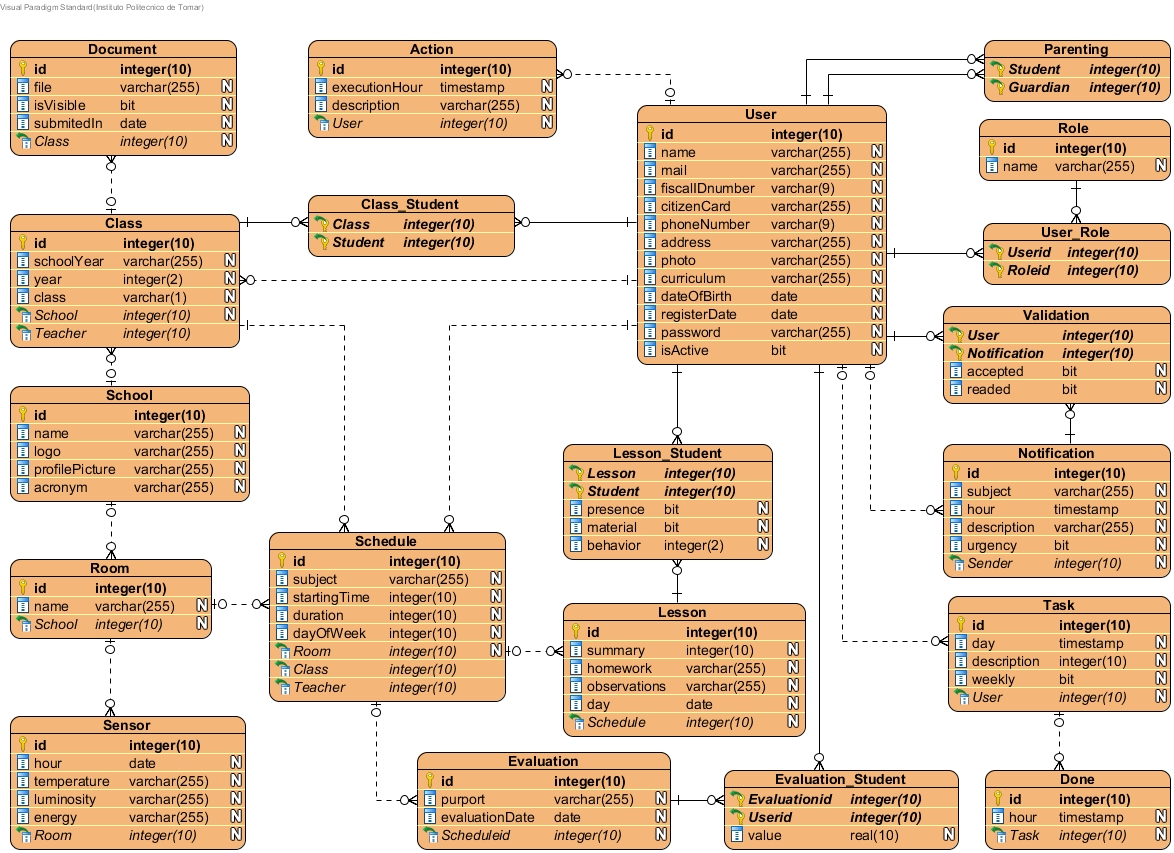 Visual Paradigm Standard(Instituto Politecnico de Tomar)
Document
id integer(10)
file varchar(255) N
isVisible bit N
submitedIn date N
Class integer(10) N
Action
id integer(10)
executionHour timestamp N
description varchar(255) N
User integer(10) N
Parenting
Student integer(10)
Guardian integer(10)
User
id integer(10)
name varchar(255) N
mail varchar(255) N
fiscalIDnumber varchar(9) N
citizenCard varchar(255) N
phoneNumber varchar(9) N
address varchar(255) N
photo varchar(255) N
curriculum varchar(255) N
dateOfBirth date N
registerDate date N
password varchar(255) N
isActive bit N
Role
id integer(10)
name varchar(255) N
Class_Student
Class integer(10)
Student integer(10)
Class
id integer(10)
schoolYear varchar(255) N
year integer(2) N
class varchar(1) N
School integer(10) N
Teacher integer(10)
User_Role
Userid integer(10)
Roleid integer(10)
Validation
User integer(10)
Notification integer(10)
accepted bit N
readed bit N
School
id integer(10)
name varchar(255) N
logo varchar(255) N
profilePicture varchar(255) N
acronym varchar(255) N
Lesson_Student
Lesson integer(10)
Student integer(10)
presence bit N
material bit N
behavior integer(2) N
Notification
id integer(10)
subject varchar(255) N
hour timestamp N
description varchar(255) N
urgency bit N
Sender integer(10) N
Schedule
id integer(10)
subject varchar(255) N
startingTime integer(10) N
duration integer(10) N
dayOfWeek integer(10) N
Room integer(10) N
Class integer(10)
Teacher integer(10)
Room
id integer(10)
name varchar(255) N
School integer(10) N
Lesson
id integer(10)
summary integer(10) N
homework varchar(255) N
observations varchar(255) N
day date N
Schedule integer(10) N
Task
id integer(10)
day timestamp N
description integer(10) N
weekly bit N
User integer(10) N
Sensor
id integer(10)
hour date N
temperature varchar(255) N
luminosity varchar(255) N
energy varchar(255) N
Room integer(10) N
Evaluation
id integer(10)
purport varchar(255) N
evaluationDate date N
Scheduleid integer(10) N
Evaluation_Student
Evaluationid integer(10)
Userid integer(10)
value real(10) N
Done
id integer(10)
hour timestamp N
Task integer(10) N